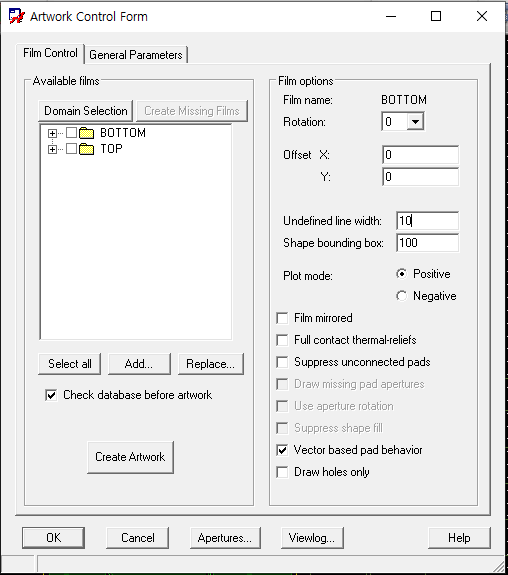 Artwork Control Form
Film Control
General Parameters
Available films
Domain Selection
Create Missing Films
BOTTOM
TOP
Select all
Add...
Replace...
Check database before artwork
Create Artwork
Film options
Film name: BOTTOM
Rotation: 0
Offset X: 0
Y: 0
Undefined line width: 10
Shape bounding box: 100
Plot mode: Positive
Negative
Film mirrored
Full contact thermal-reliefs
Suppress unconnected pads
Draw missing pad apertures
Use aperture rotation
Suppress shape fill
Vector based pad behavior
Draw holes only
OK
Cancel
Apertures...
Viewlog...
Help